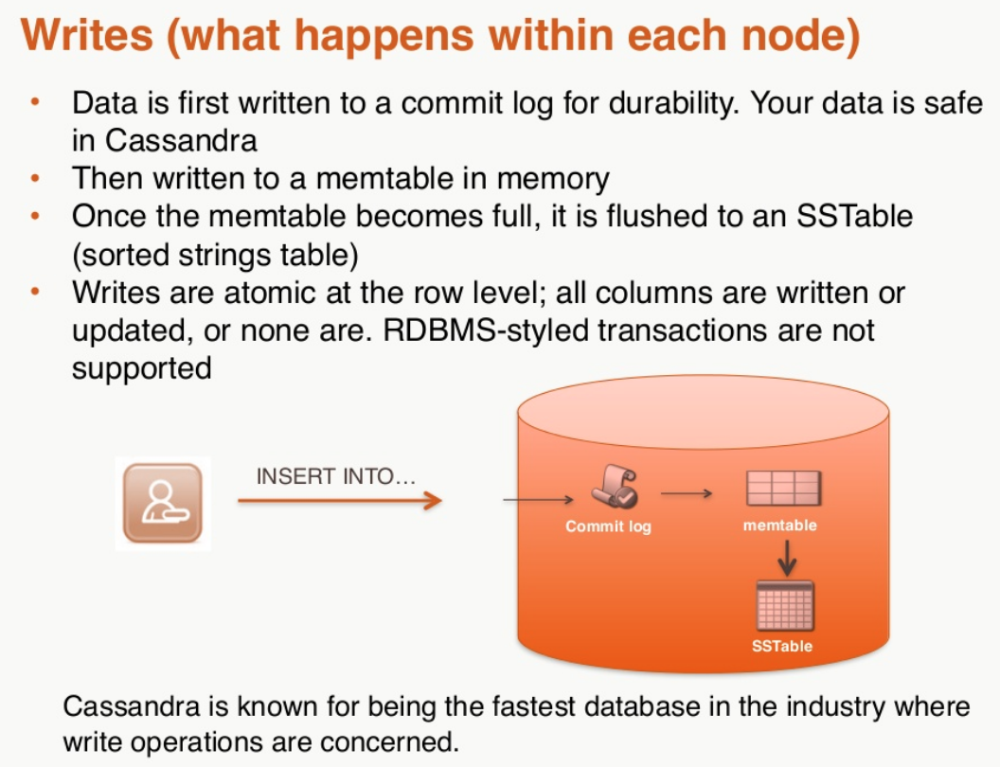 Writes (what happens within each node)
• Data is first written to a commit log for durability. Your data is safe
in Cassandra
• Then written to a memtable in memory
• Once the memtable becomes full, it is flushed to an SSTable
(sorted strings table)
• Writes are atomic at the row level; all columns are written or
updated, or none are. RDBMS-styled transactions are not
supported
INSERT INTO…
Commit log
memtable
SSTable
Cassandra is known for being the fastest database in the industry where
write operations are concerned.